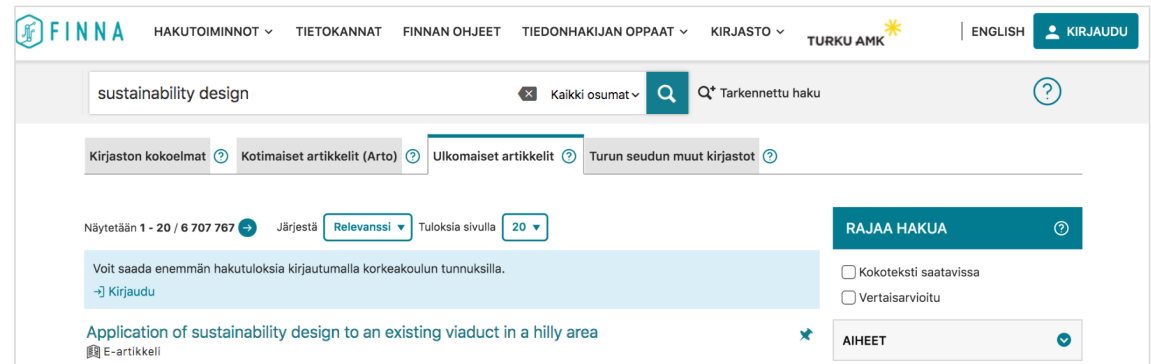 FINNA HAKUTOIMINNOT TIETOKANNAT FINNAN OHJEET TIEDONHAKIJAN OPPAAT KIRJASTO TURKU AMK ENGLISH KIRJAUDU
sustainability design Kaikki osumat Tarkennettu haku ?
Kirjaston kokoelmat ? Kotimaiset artikkelit (Arto) ? Ulkomaiset artikkelit ? Turun seudun muut kirjastot ?
Näytetään 1 - 20 / 6 707 767 Järjestä Relevanssi Tuloksia sivulla 20
RAJAA HAKUA ?
Voit saada enemmän hakutuloksia kirjautumalla korkeakoulun tunnuksilla.
Kirjaudu
Kokoteksti saatavissa
Vertaisarvioitu
Application of sustainability design to an existing viaduct in a hilly area
E-artikkeli
AIHEET